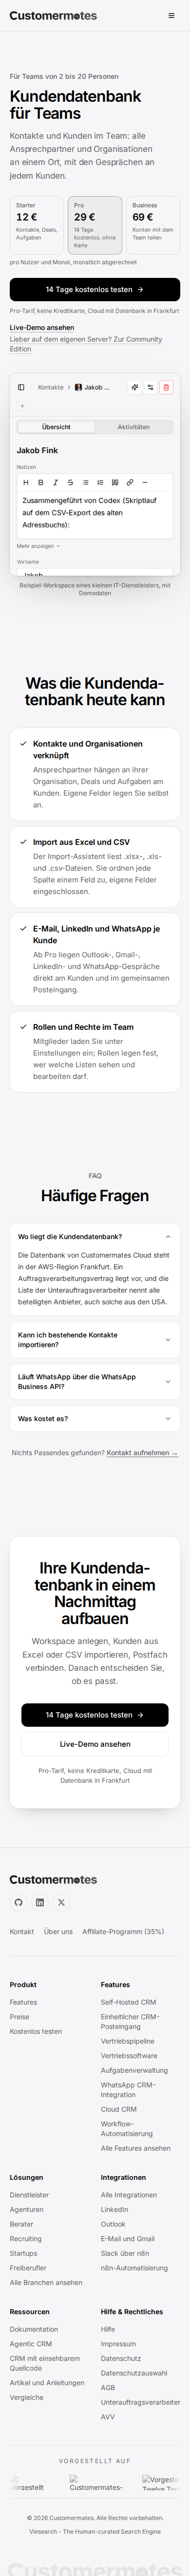 Customermates
Für Teams von 2 bis 20 Personen
Kundendatenbank
für Teams
Kontakte und Kunden im Team: alle
Ansprechpartner und Organisationen
an einem Ort, mit den Gesprächen an
jedem Kunden.
Starter
12 €
Kontakte, Deals,
Aufgaben
Pro
29 €
14 Tage
kostenlos, ohne
Karte
Business
69 €
Konten mit dem
Team teilen
pro Nutzer und Monat, monatlich abgerechnet
14 Tage kostenlos testen →
Pro-Tarif, keine Kreditkarte, Cloud mit Datenbank in Frankfurt
Live-Demo ansehen
Lieber auf dem eigenen Server? Zur Community
Edition
Kontakte > Jakob ...
+
Übersicht
Aktivitäten
Jakob Fink
Notizen
Zusammengeführt von Codex (Skriptlauf
auf dem CSV-Export des alten
Adressbuchs):
Mehr anzeigen
Vorname
Jakob
Beispiel-Workspace eines kleinen IT-Dienstleisters, mit
Demodaten
Was die Kundenda-
tenbank heute kann
Kontakte und Organisationen
verknüpft
Ansprechpartner hängen an ihrer
Organisation, Deals und Aufgaben am
Kunden. Eigene Felder legen Sie selbst
an.
Import aus Excel und CSV
Der Import-Assistent liest .xlsx-, .xls-
und .csv-Dateien. Sie ordnen jede
Spalte einem Feld zu, eigene Felder
eingeschlossen.
E-Mail, LinkedIn und WhatsApp je
Kunde
Ab Pro liegen Outlook-, Gmail-,
LinkedIn- und WhatsApp-Gespräche
direkt am Kunden und im gemeinsamen
Posteingang.
Rollen und Rechte im Team
Mitglieder laden Sie unter
Einstellungen ein; Rollen legen fest,
wer welche Listen sehen und
bearbeiten darf.
FAQ
Häufige Fragen
Wo liegt die Kundendatenbank?
Die Datenbank von Customermates Cloud steht
in der AWS-Region Frankfurt. Ein
Auftragsverarbeitungsvertrag liegt vor, und die
Liste der Unterauftragsverarbeiter nennt alle
beteiligten Anbieter, auch solche aus den USA.
Kann ich bestehende Kontakte
importieren?
Läuft WhatsApp über die WhatsApp
Business API?
Was kostet es?
Nichts Passendes gefunden? Kontakt aufnehmen →
Ihre Kundenda-
tenbank in einem
Nachmittag
aufbauen
Workspace anlegen, Kunden aus
Excel oder CSV importieren, Postfach
verbinden. Danach entscheiden Sie,
ob es passt.
14 Tage kostenlos testen →
Live-Demo ansehen
Pro-Tarif, keine Kreditkarte, Cloud mit
Datenbank in Frankfurt
Customermates
Kontakt
Über uns
Affiliate-Programm (35%)
Produkt
Features
Preise
Kostenlos testen
Features
Self-Hosted CRM
Einheitlicher CRM-
Posteingang
Vertriebspipeline
Vertriebssoftware
Aufgabenverwaltung
WhatsApp CRM-
Integration
Cloud CRM
Workflow-
Automatisierung
Alle Features ansehen
Lösungen
Dienstleister
Agenturen
Berater
Recruiting
Startups
Freiberufler
Alle Branchen ansehen
Integrationen
Alle Integrationen
LinkedIn
Outlook
E-Mail und Gmail
Slack über n8n
n8n-Automatisierung
Ressourcen
Dokumentation
Agentic CRM
CRM mit einsehbarem
Quellcode
Artikel und Anleitungen
Vergleiche
Hilfe & Rechtliches
Hilfe
Impressum
Datenschutz
Datenschutzauswahl
AGB
Unterauftragsverarbeiter
AVV
VORGESTELLT AUF
Customermates-
© 2026 Customermates. Alle Rechte vorbehalten.
Viesearch - The Human-curated Search Engine
Customermates